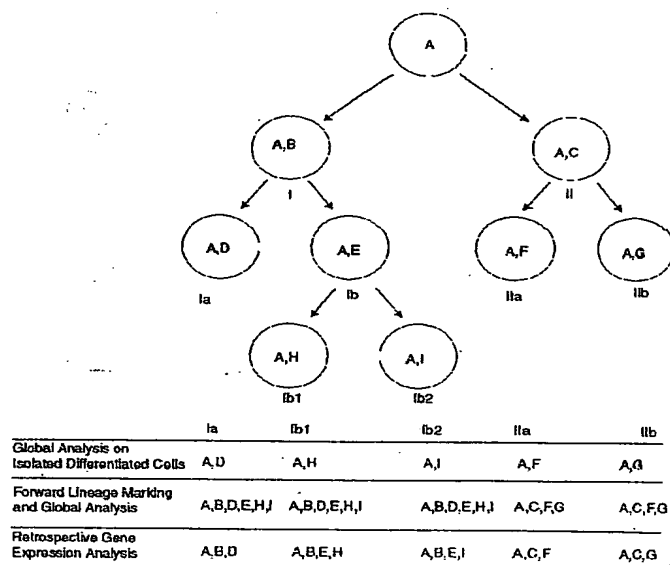 A
A,B
A,C
I
II
A,D
A,E
A,F
A,G
Ia
Ib
IIa
IIb
A,H
A,I
Ib1
Ib2
Ia Ib1 Ib2 IIa IIb
Global Analysis on
Isolated Differentiated Cells A,D A,H A,I A,F A,G
Forward Lineage Marking
and Global Analysis A,B,D,E,H,I A,B,D,E,H,I A,B,D,E,H,I A,C,F,G A,C,F,G
Retrospective Gene
Expression Analysis A,B,D A,B,E,H A,B,E,I A,C,F A,C,G